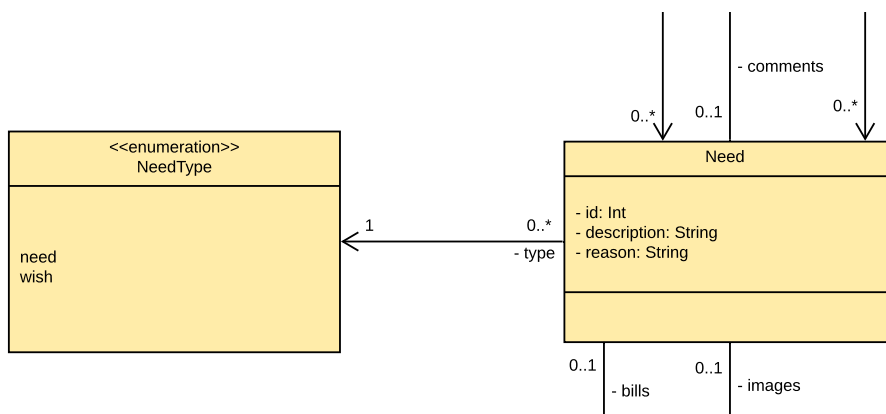 - comments
0..*
0..1
0..*
<<enumeration>>
NeedType
need
wish
1
0..*
- type
Need
- id: Int
- description: String
- reason: String
0..1
- bills
0..1
- images